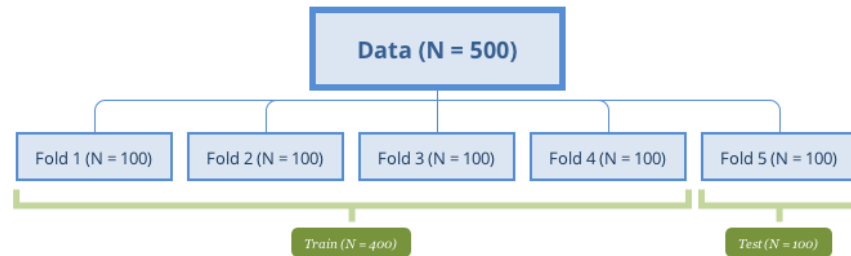 Data (N = 500)
Fold 1 (N = 100)
Fold 2 (N = 100)
Fold 3 (N = 100)
Fold 4 (N = 100)
Fold 5 (N = 100)
Train (N = 400)
Test (N = 100)